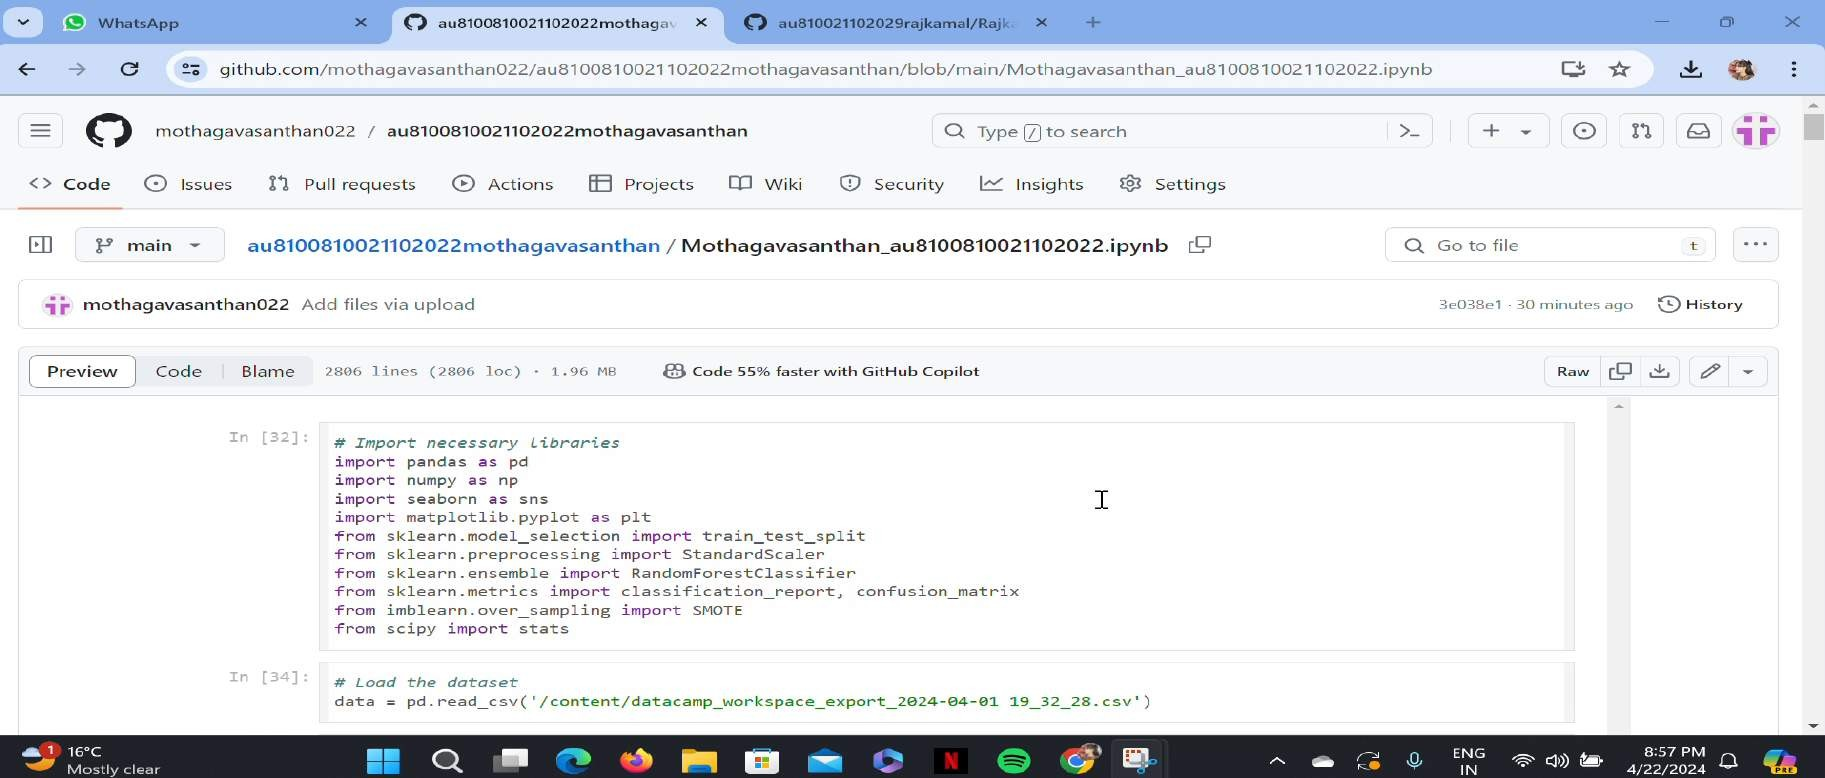 WhatsApp
au8100810021102022mothagav
au810021102029rajkamal/Rajka
github.com/mothagavasanthan022/au8100810021102022mothagavasanthan/blob/main/Mothagavasanthan_au8100810021102022.ipynb
mothagavasanthan022 / au8100810021102022mothagavasanthan
Type / to search
Code Issues Pull requests Actions Projects Wiki Security Insights Settings
main
au8100810021102022mothagavasanthan / Mothagavasanthan_au8100810021102022.ipynb
Go to file t
mothagavasanthan022 Add files via upload
3e038e1 · 30 minutes ago History
Preview Code Blame 2806 lines (2806 loc) · 1.96 MB Code 55% faster with GitHub Copilot Raw
In [32]:
# Import necessary libraries
import pandas as pd
import numpy as np
import seaborn as sns
import matplotlib.pyplot as plt
from sklearn.model_selection import train_test_split
from sklearn.preprocessing import StandardScaler
from sklearn.ensemble import RandomForestClassifier
from sklearn.metrics import classification_report, confusion_matrix
from imblearn.over_sampling import SMOTE
from scipy import stats
In [34]:
# Load the dataset
data = pd.read_csv('/content/datacamp_workspace_export_2024-04-01 19_32_28.csv')
1
16°C
Mostly clear
N
ENG
IN
8:57 PM
4/22/2024
PRE